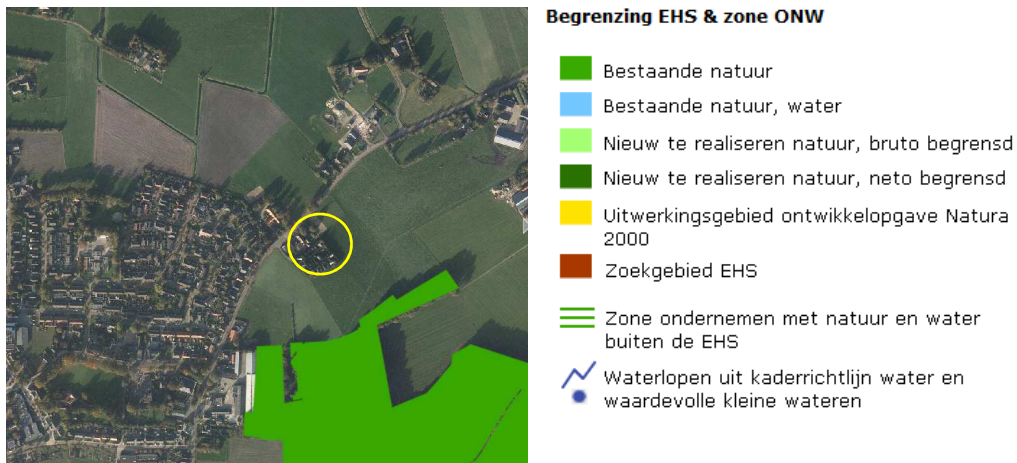 Begrenzing EHS & zone ONW
Bestaande natuur
Bestaande natuur, water
Nieuw te realiseren natuur, bruto begrensd
Nieuw te realiseren natuur, neto begrensd
Uitwerkingsgebied ontwikkelopgave Natura
2000
Zoekgebied EHS
Zone ondernemen met natuur en water
buiten de EHS
Waterlopen uit kaderrichtlijn water en
waardevolle kleine wateren